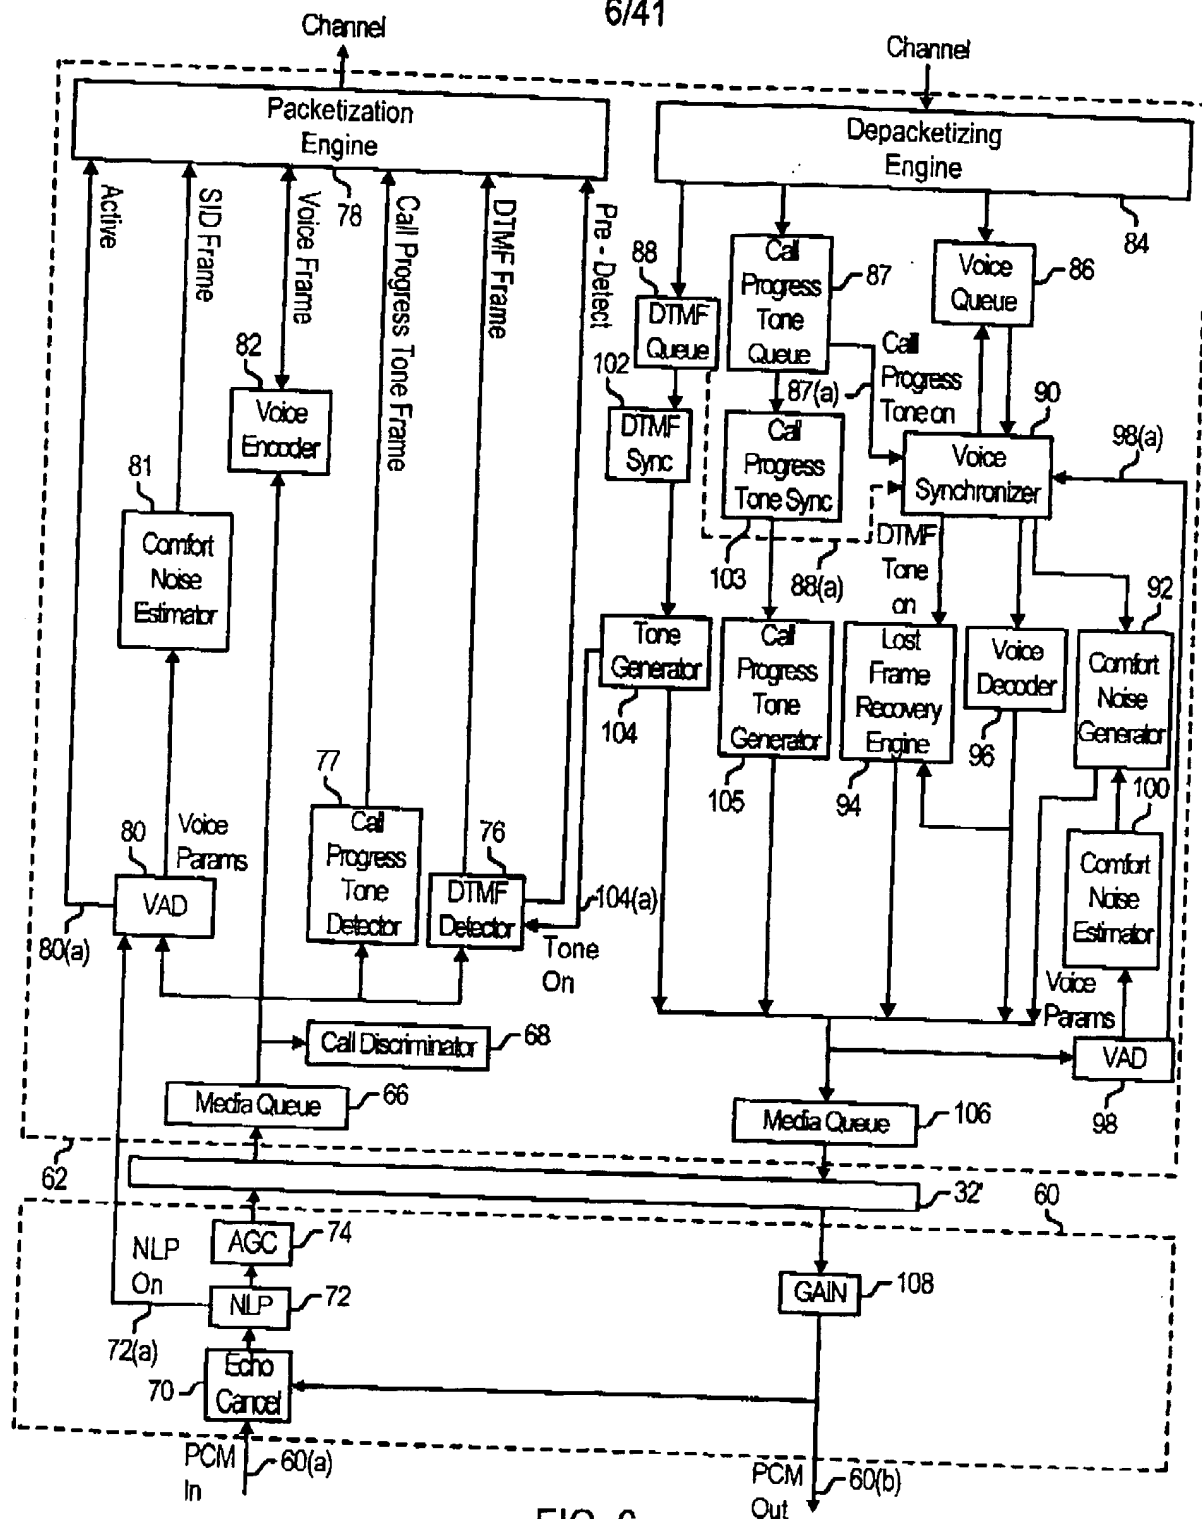 6/41
Channel
Channel
Packetization
Engine
Depacketizing
Engine
78
84
Active
SID Frame
Voice Frame
Call Progress Tone Frame
DTMF Frame
Pre - Detect
88
DTMF
Queue
Call
Progress
Tone
Queue
87
Voice
Queue
86
87(a)
Call
Progress
Tone on
82
Voice
Encoder
102
DTMF
Sync
Call
Progress
Tone Sync
103
90
Voice
Synchronizer
98(a)
81
Comfort
Noise
Estimator
88(a)
DTMF
Tone
on
92
Tone
Generator
104
Call
Progress
Tone
Generator
105
Lost
Frame
Recovery
Engine
94
Voice
Decoder
96
Comfort
Noise
Generator
77
Call
Progress
Tone
Detector
76
DTMF
Detector
104(a)
Tone
On
100
Comfort
Noise
Estimator
80
Voice
Params
VAD
80(a)
Voice
Params
VAD
98
Call Discriminator
68
Media Queue
66
Media Queue
106
62
32'
60
AGC
74
NLP
On
NLP
72
72(a)
GAIN
108
Echo
Cancel
70
PCM
In
60(a)
PCM
Out
60(b)
FIG. 6